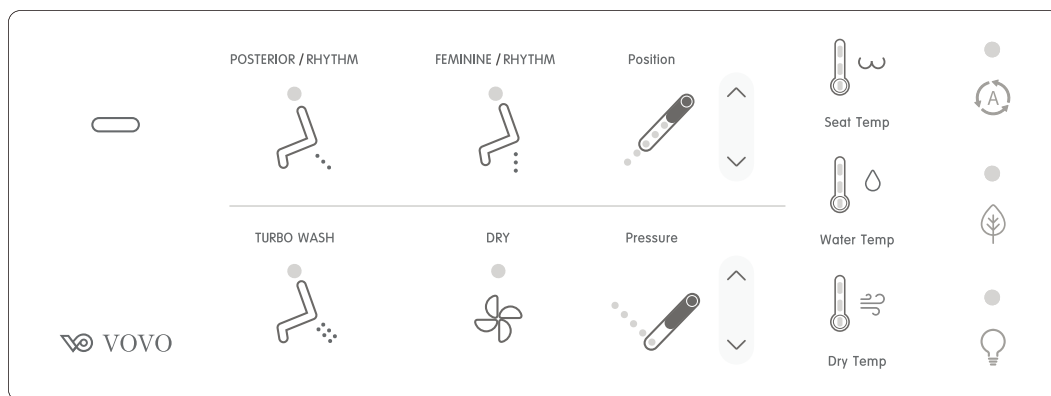 POSTERIOR / RHYTHM
FEMININE / RHYTHM
Position
Seat Temp
A
TURBO WASH
DRY
Pressure
Water Temp
VOVO
Dry Temp